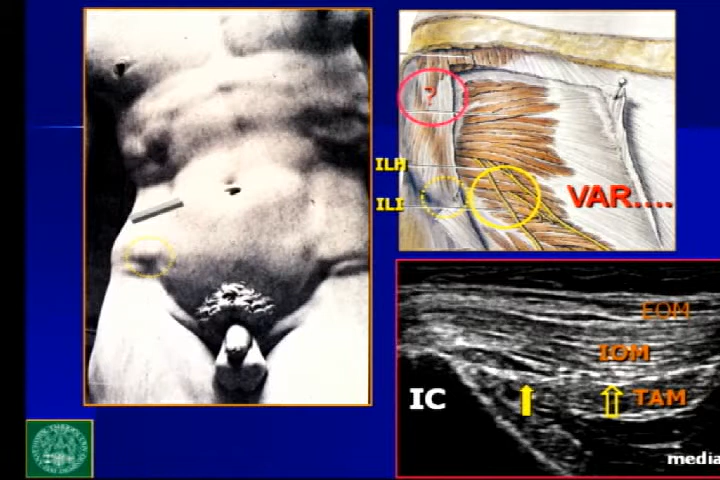 ?
ILH
ILI
VAR....
EOM
IOM
IC
TAM
media